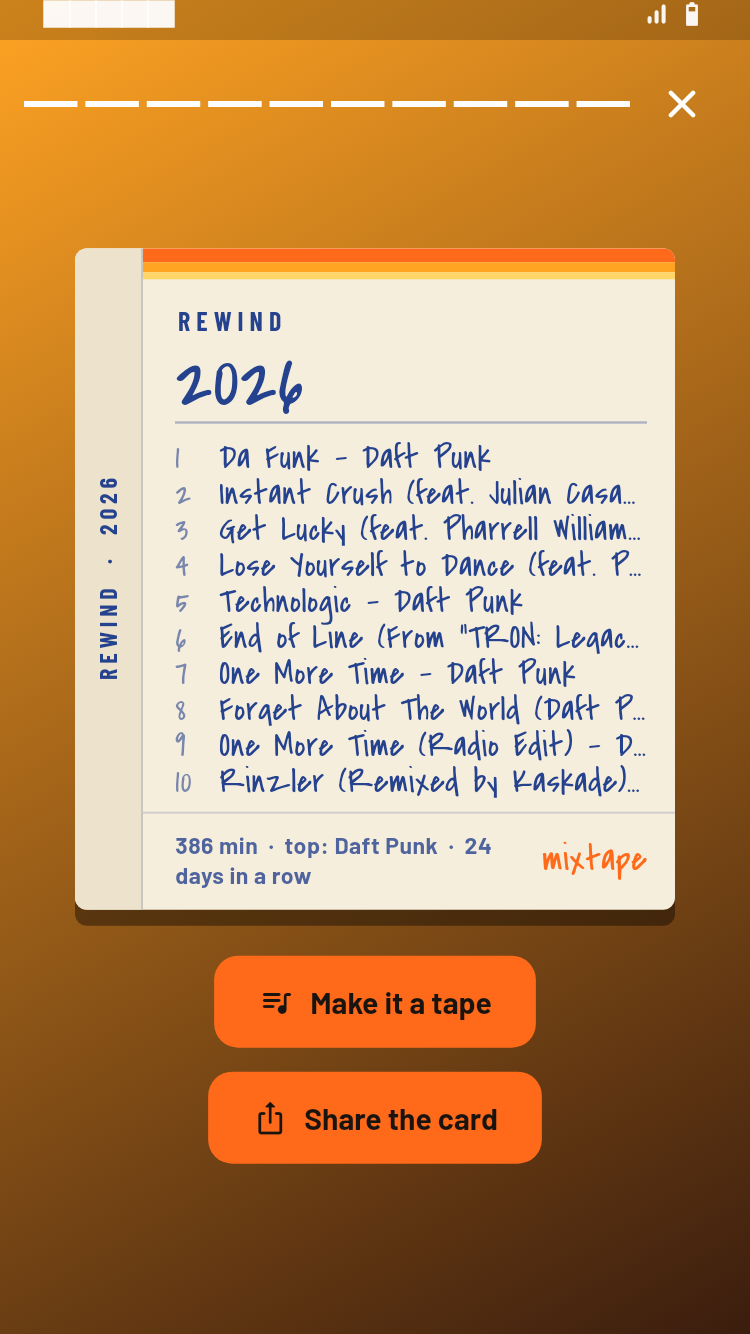 REWIND
2026
REWIND · 2026
1 Da Funk - Daft Punk
2 Instant Crush (feat. Julian Casa...
3 Get Lucky (feat. Pharrell William...
4 Lose Yourself to Dance (feat. P...
5 Technologic - Daft Punk
6 End of Line (From "TRON: Legac...
7 One More Time - Daft Punk
8 Forget About The World (Daft P...
9 One More Time (Radio Edit) - D...
10 Rinzler (Remixed by Kaskade)...
386 min · top: Daft Punk · 24
days in a row
mixtape
Make it a tape
Share the card